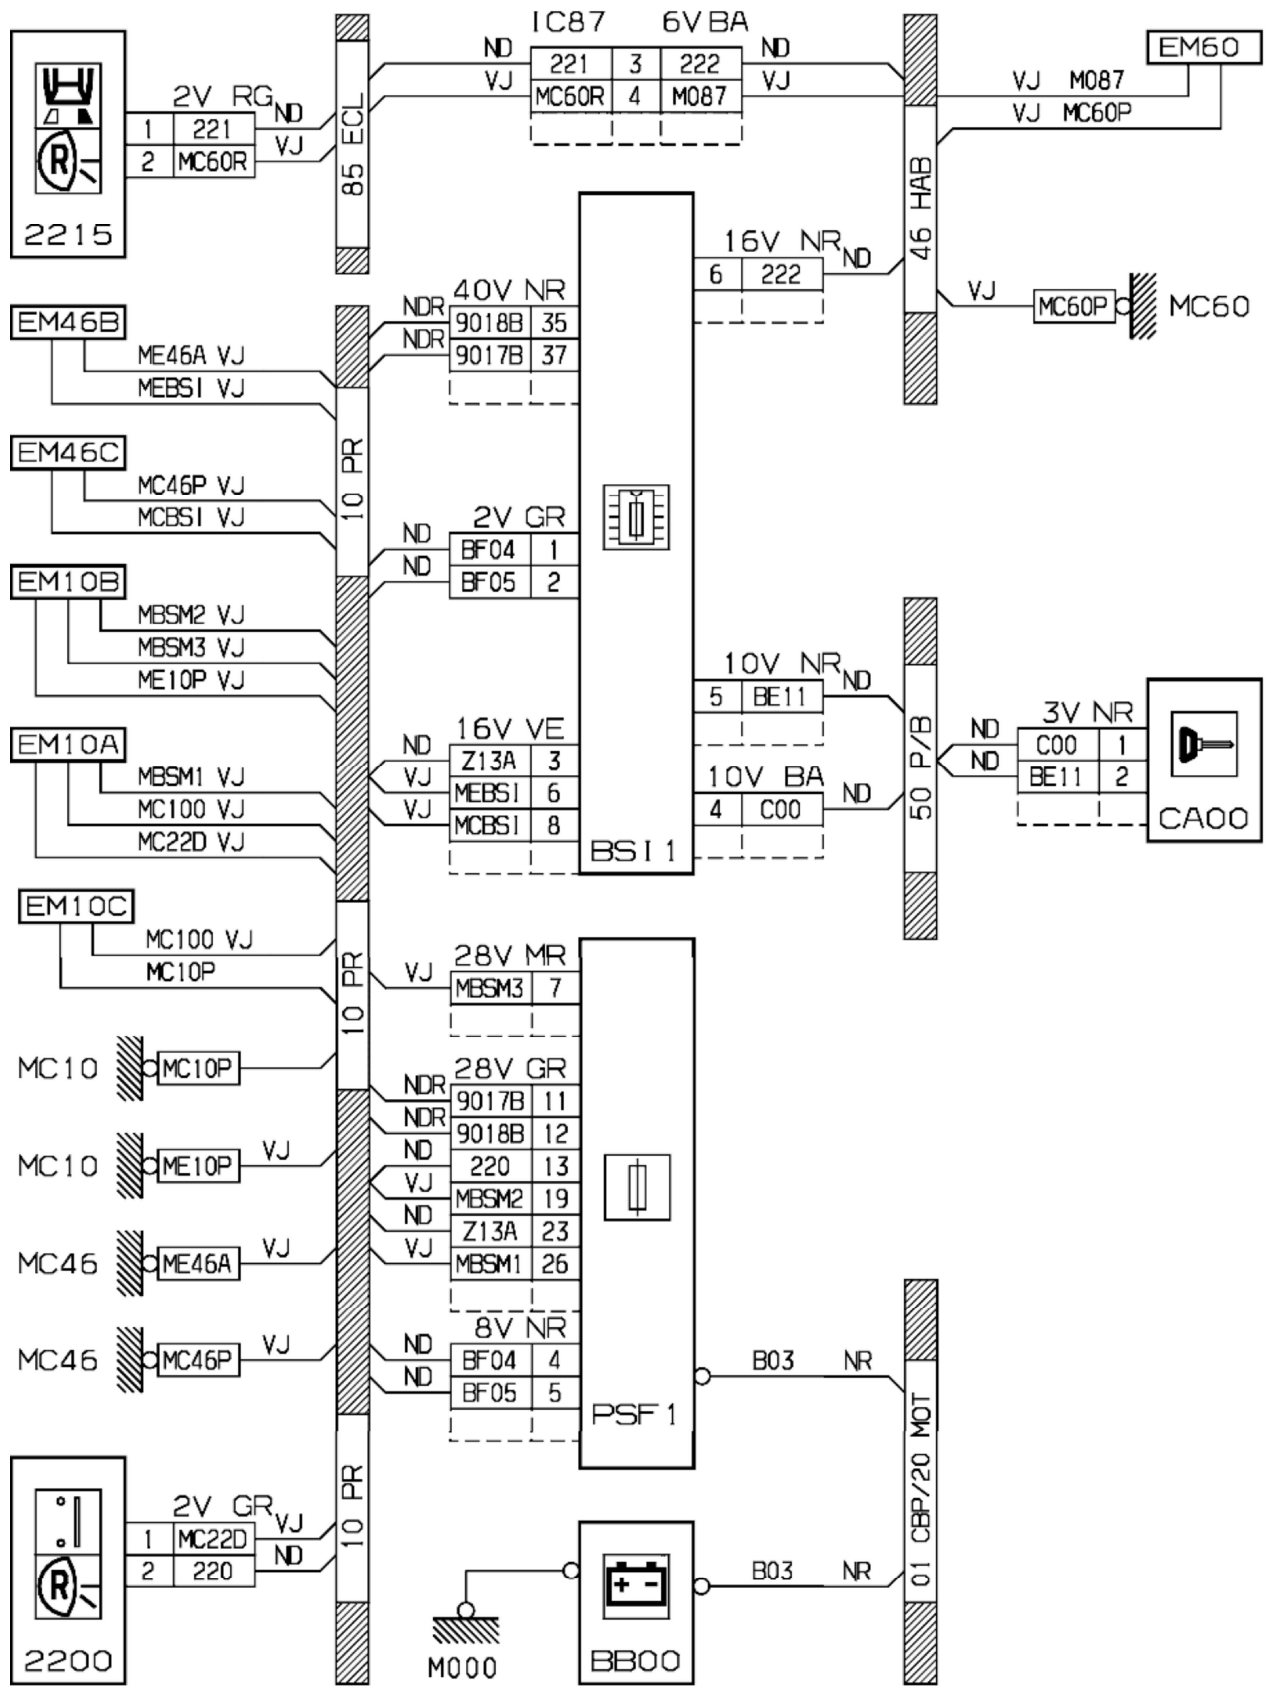 IC87 6V BA
ND 221 3 222 ND
VJ MC60R 4 M087 VJ
EM60
VJ M087
VJ MC60P
2V RG
1 221 ND
2 MC60R VJ
R
2215
85 ECL
46 HAB
16V NR
6 222 ND
VJ MC60P MC60
EM46B
ME46A VJ
MEBSI VJ
40V NR
NDR 9018B 35
NDR 9017B 37
10 PR
EM46C
MC46P VJ
MCBSI VJ
2V GR
ND BF04 1
ND BF05 2
EM10B
MBSM2 VJ
MBSM3 VJ
ME10P VJ
10V NR
5 BE11 ND
50 P/B
3V NR
ND C00 1
ND BE11 2
CA00
EM10A
MBSM1 VJ
MC100 VJ
MC22D VJ
16V VE
ND Z13A 3
VJ MEBSI 6
VJ MCBSI 8
10V BA
4 C00 ND
BSI1
EM10C
MC100 VJ
MC10P
10 PR
28V MR
VJ MBSM3 7
MC10 MC10P
MC10 ME10P VJ
MC46 ME46A VJ
MC46 MC46P VJ
28V GR
NDR 9017B 11
NDR 9018B 12
ND 220 13
VJ MBSM2 19
ND Z13A 23
VJ MBSM1 26
8V NR
ND BF04 4
ND BF05 5
PSF1
B03 NR
01 CBP/20 MOT
10 PR
2V GR
1 MC22D VJ
2 220 ND
R
2200
M000
+ -
BB00
B03 NR